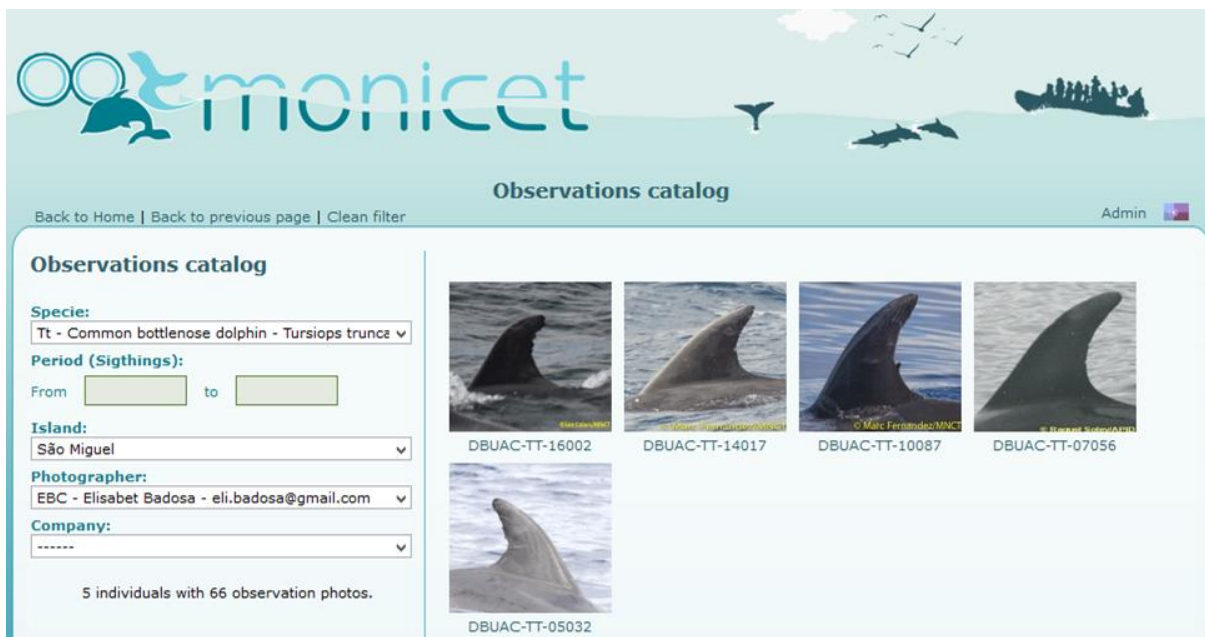 monicet
Observations catalog
Back to Home | Back to previous page | Clean filter
Admin
Observations catalog
Specie:
Tt - Common bottlenose dolphin - Tursiops trunca
Period (Sigthings):
From to
Island:
São Miguel
Photographer:
EBC - Elisabet Badosa - eli.badosa@gmail.com
Company:
------
5 individuals with 66 observation photos.
© Marc Fernandez/MNCT
DBUAC-TT-16002 DBUAC-TT-14017 DBUAC-TT-10087 DBUAC-TT-07056
DBUAC-TT-05032